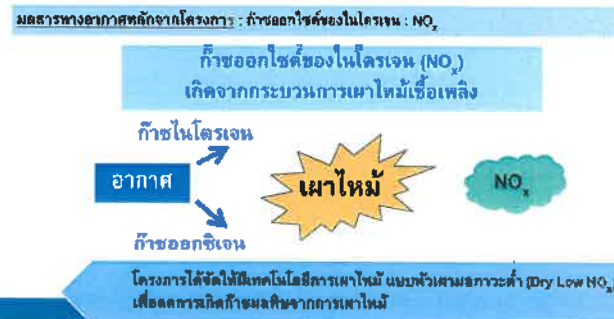 มลสารทางอากาศหลักจากโครงการ : ก๊าซออกไซด์ของไนโตรเจน : NOx
ก๊าซออกไซด์ของไนโตรเจน (NOx)
เกิดจากกระบวนการเผาไหม้เชื้อเพลิง
ก๊าซไนโตรเจน
อากาศ
เผาไหม้
NOx
ก๊าซออกซิเจน
โครงการได้จัดให้มีเทคโนโลยีการเผาไหม้ แบบหัวเผามลภาวะต่ำ (Dry Low NOx)
เพื่อลดการเกิดก๊าซมลพิษจากการเผาไหม้